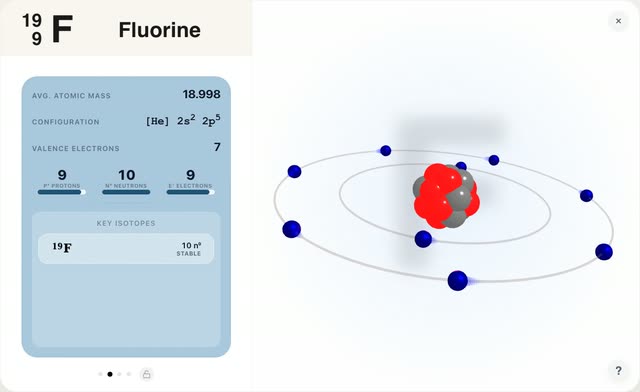 19
9 F Fluorine
AVG. ATOMIC MASS 18.998
CONFIGURATION [He] 2s² 2p⁵
VALENCE ELECTRONS 7
9 10 9
P⁺ PROTONS N⁰ NEUTRONS E⁻ ELECTRONS
KEY ISOTOPES
¹⁹F 10 n⁰
STABLE
?